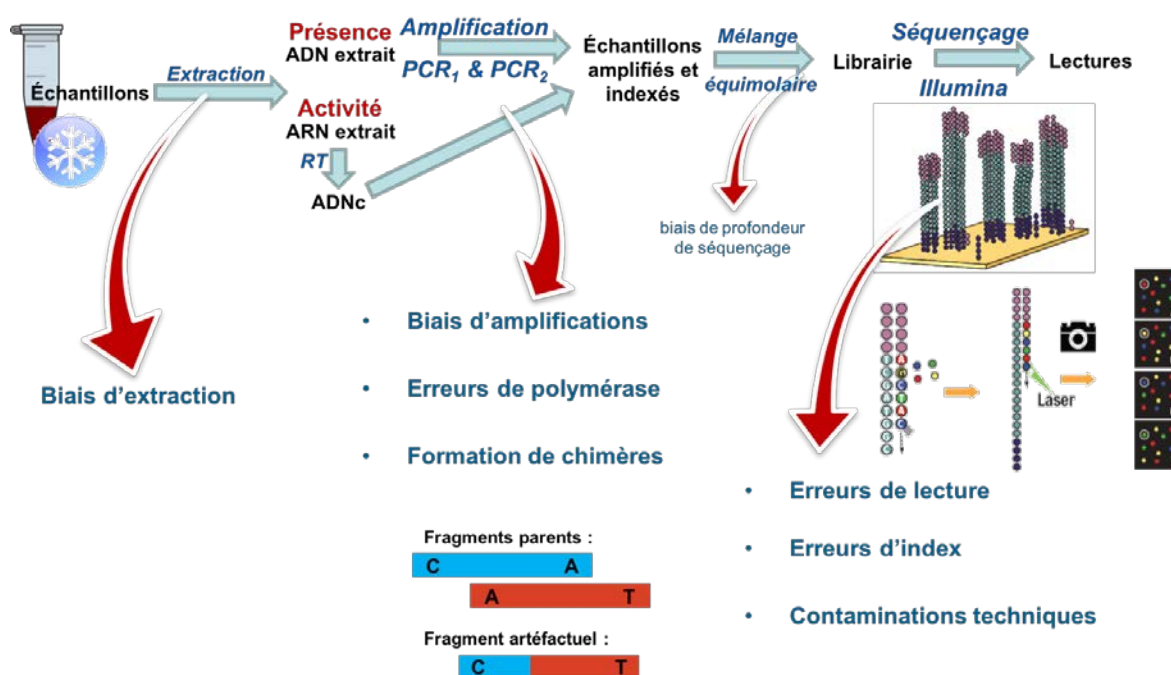 Échantillons
Extraction
Présence
ADN extrait
Activité
ARN extrait
RT
ADNc
Amplification
PCR1 & PCR2
Échantillons
amplifiés et
indexés
Mélange
équimolaire
Librairie
Séquençage
Illumina
Lectures
biais de profondeur
de séquençage
Biais d'extraction
• Biais d'amplifications
• Erreurs de polymérase
• Formation de chimères
Fragments parents :
C A
A T
Fragment artéfactuel :
C T
Laser
• Erreurs de lecture
• Erreurs d'index
• Contaminations techniques